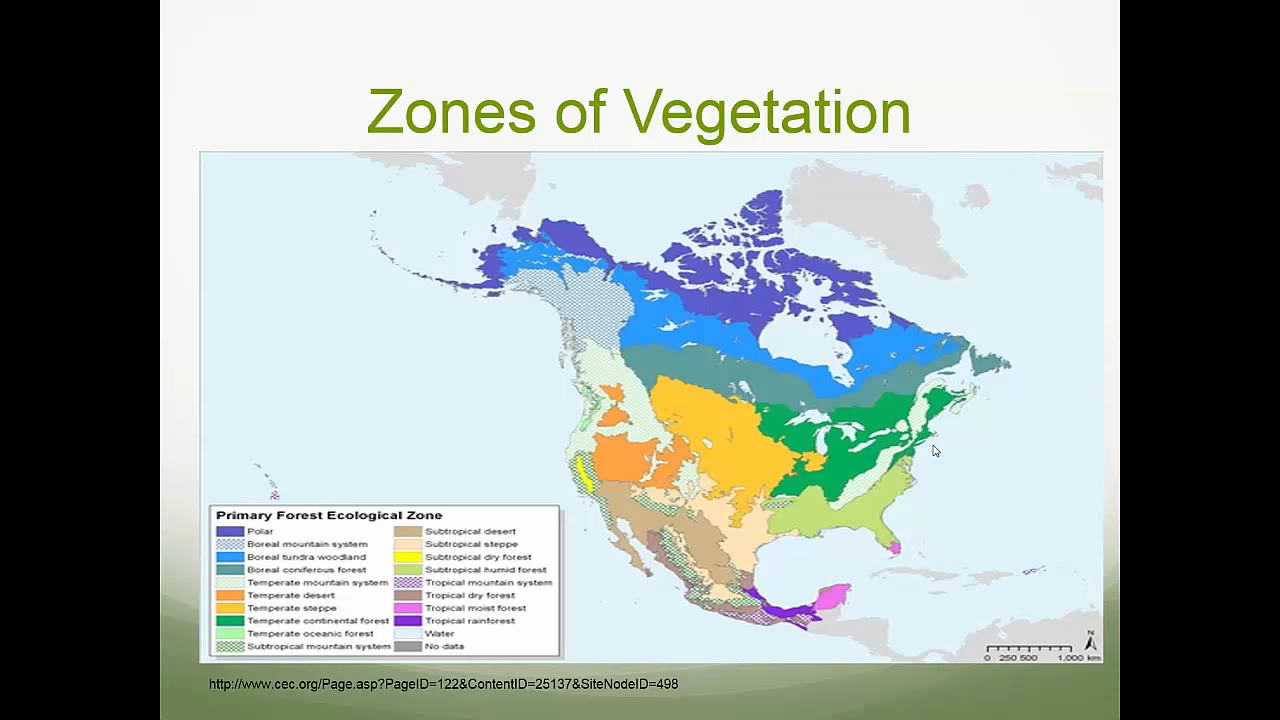 Zones of Vegetation
Primary Forest Ecological Zone
Polar
Boreal mountain system
Boreal tundra woodland
Boreal coniferous forest
Temperate mountain system
Temperate desert
Temperate steppe
Temperate continental forest
Temperate oceanic forest
Subtropical mountain system
Subtropical desert
Subtropical steppe
Subtropical dry forest
Subtropical humid forest
Tropical mountain system
Tropical dry forest
Tropical moist forest
Tropical rainforest
Water
No data
N
0 250 500 1,000 km
http://www.cec.org/Page.asp?PageID=122&ContentID=25137&SiteNodeID=498